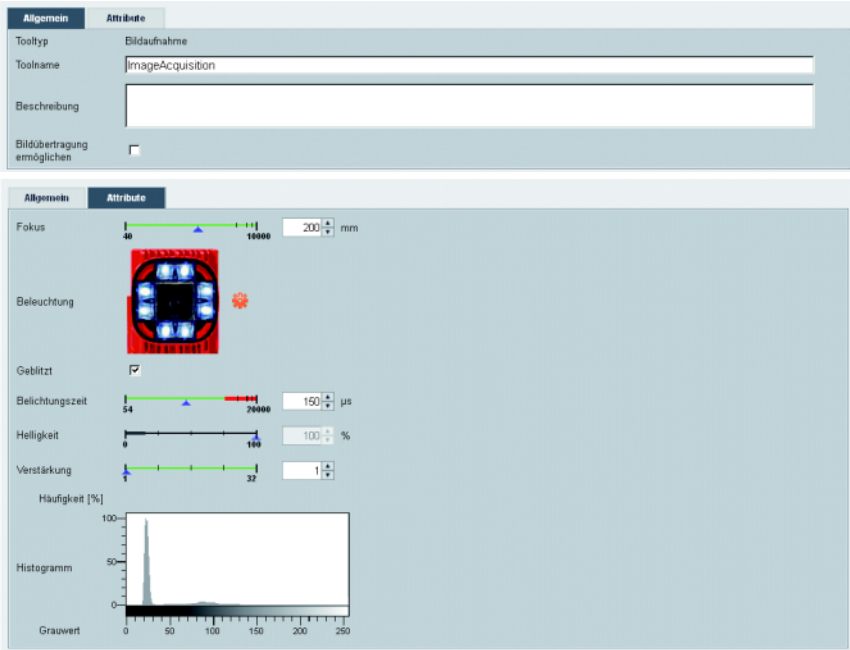 Allgemein Attribute
Tooltyp Bildaufnahme
Toolname ImageAcquisition
Beschreibung
Bildübertragung
ermöglichen
Allgemein Attribute
Fokus 200 mm
40 10000
Beleuchtung
Geblitzt
Belichtungszeit 150 µs
54 20000
Helligkeit 100 %
0 100
Verstärkung 1
1 32
Häufigkeit [%]
100
50
Histogramm
0
Grauwert 0 50 100 150 200 250